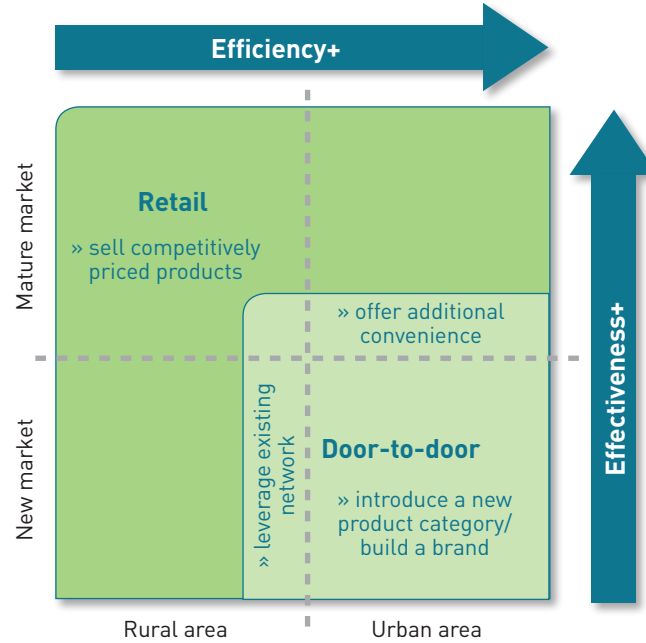 Efficiency+
Mature market
Retail
» sell competitively
priced products
» offer additional
convenience
Effectiveness+
New market
» leverage existing
network
Door-to-door
» introduce a new
product category/
build a brand
Rural area
Urban area